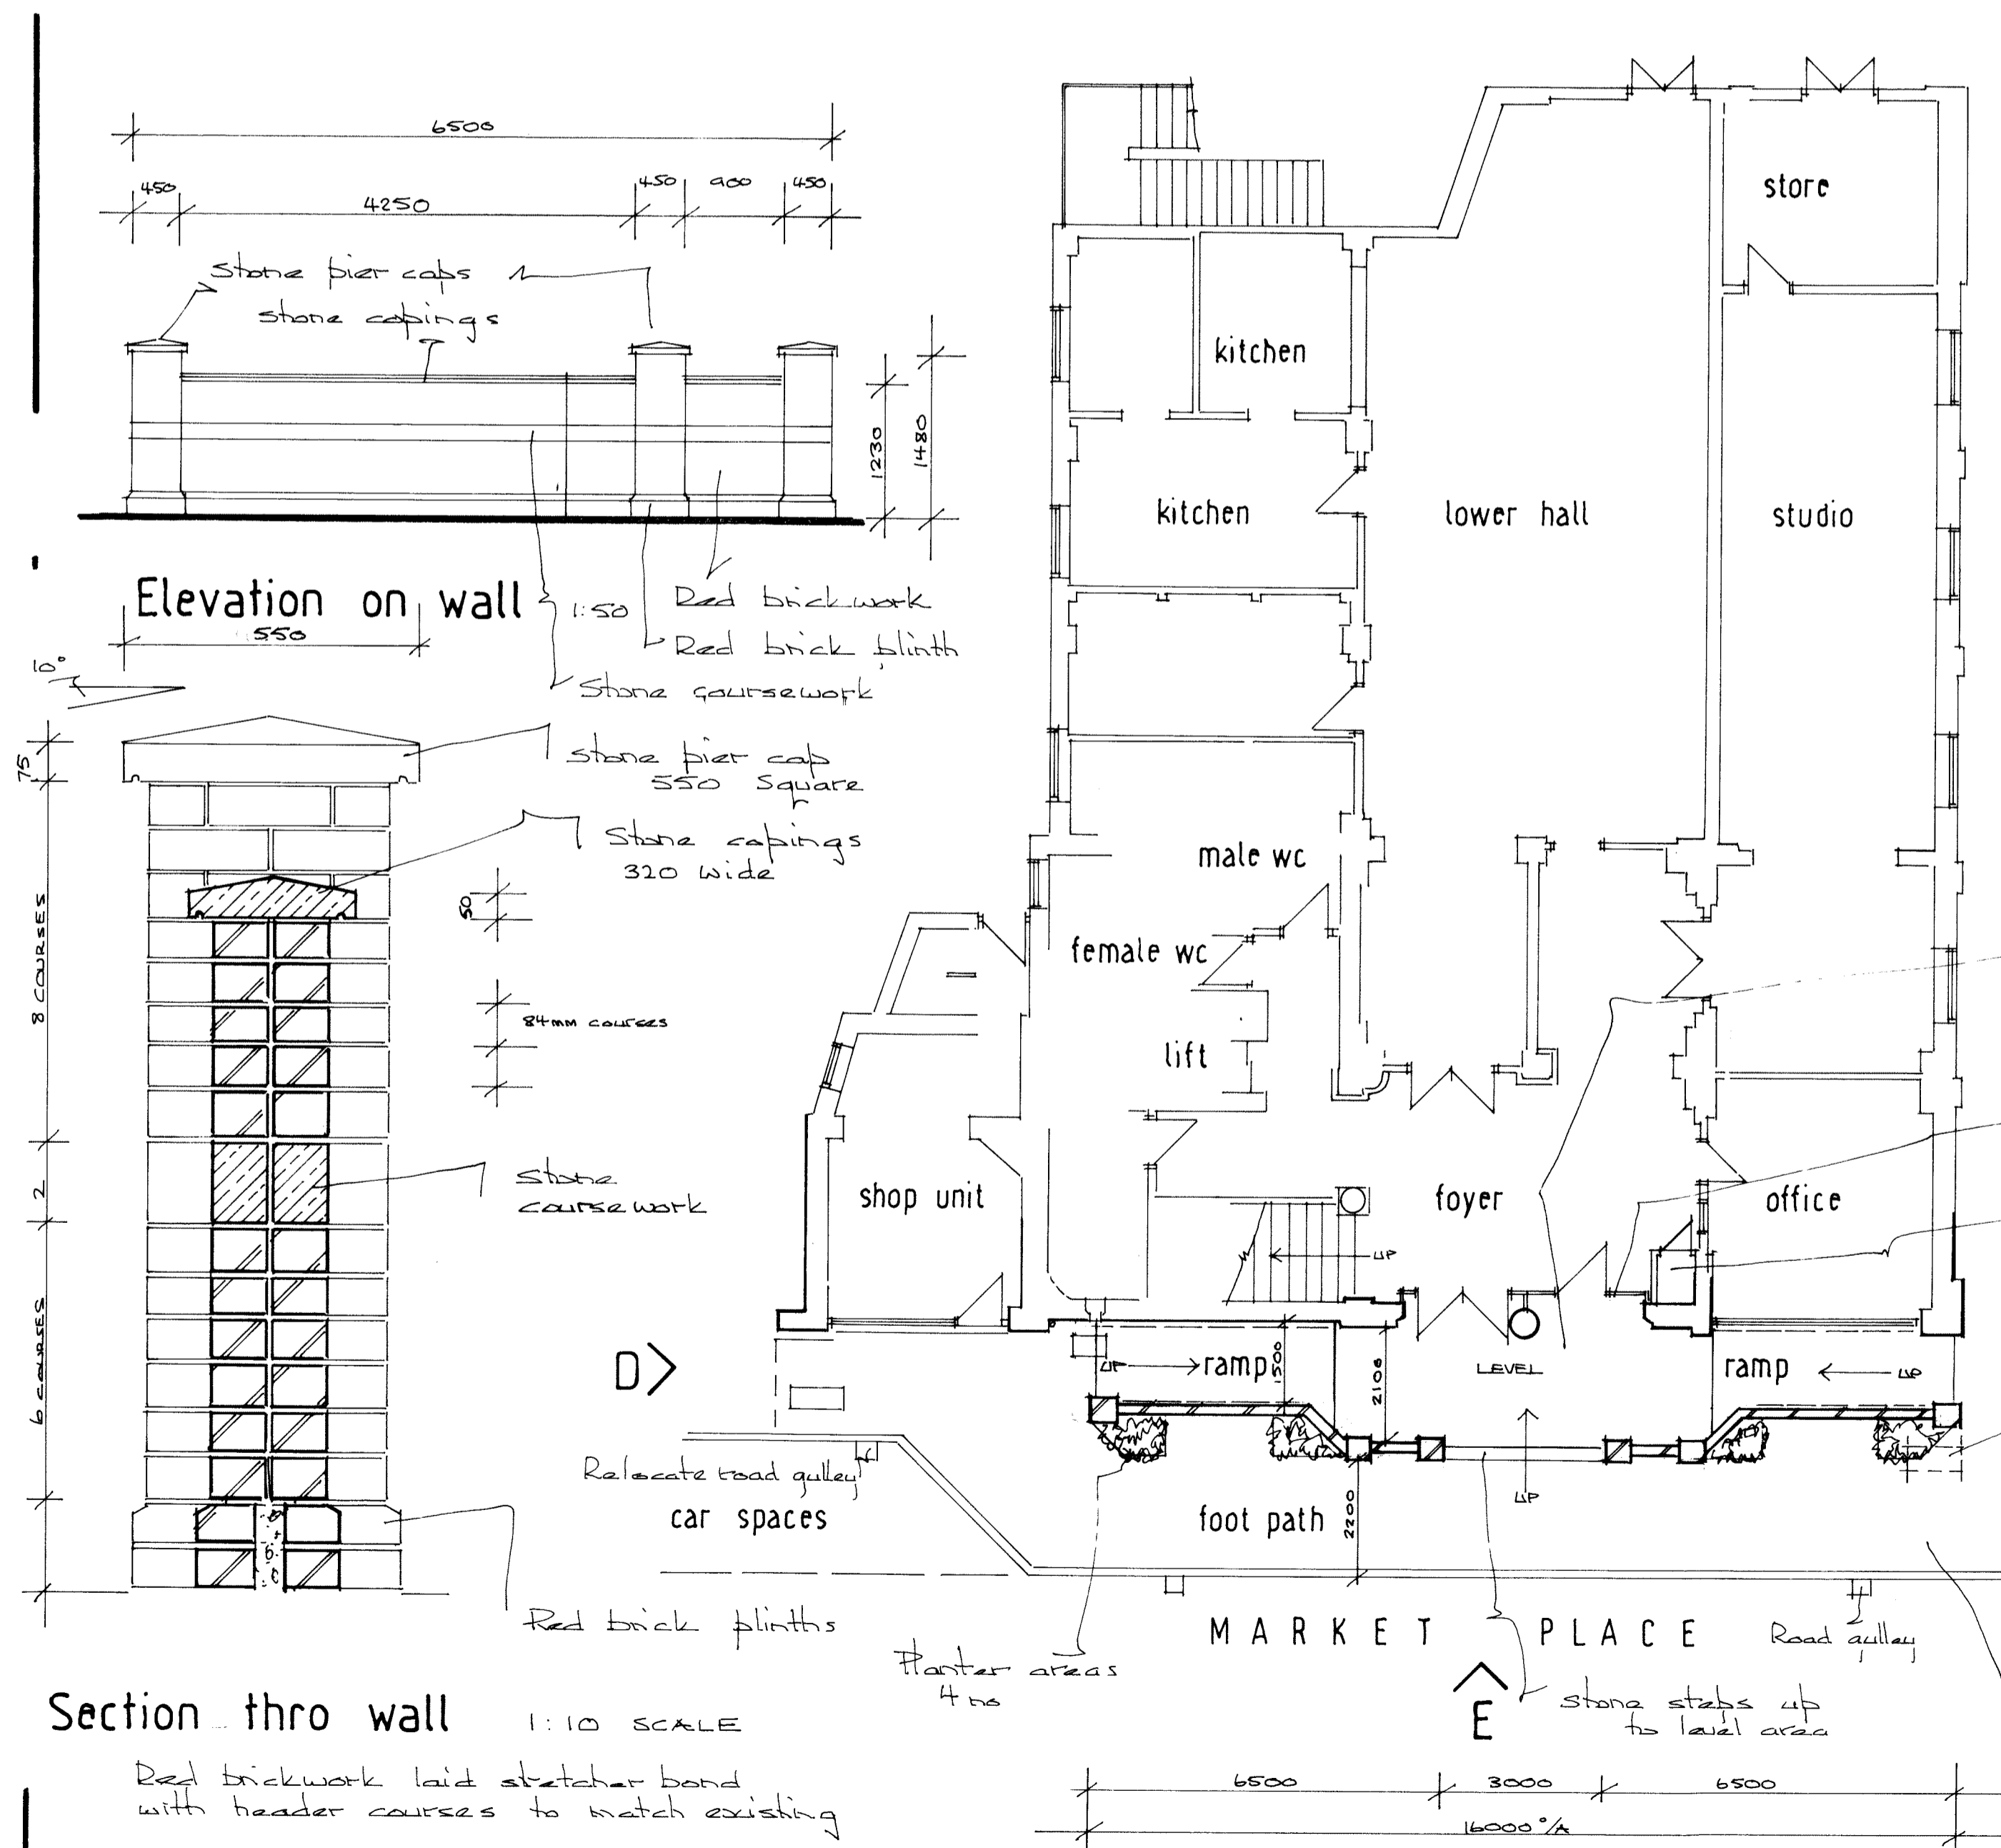 6500
450
4250
450
900
450
Stone pier caps
Stone copings
1230
1480
Elevation on wall
1:50
Red brickwork
Red brick plinth
Stone coursework
550
10°
75
Stone pier cap
550 Square
Stone copings
320 wide
50
8 COURSES
84mm courses
2
Stone
coursework
6 COURSES
Red brick plinths
Section thro wall
1:10 SCALE
Red brickwork laid stretcher bond
with header courses to match existing
store
kitchen
kitchen
lower hall
studio
male wc
female wc
lift
shop unit
foyer
office
UP
D
UP
ramp
1500
2100
LEVEL
ramp
UP
Relocate road gulley
car spaces
foot path
2200
UP
MARKET PLACE
Road gulley
Planter areas
4 no
E
Stone steps up
to level area
6500
3000
6500
16000 O/A